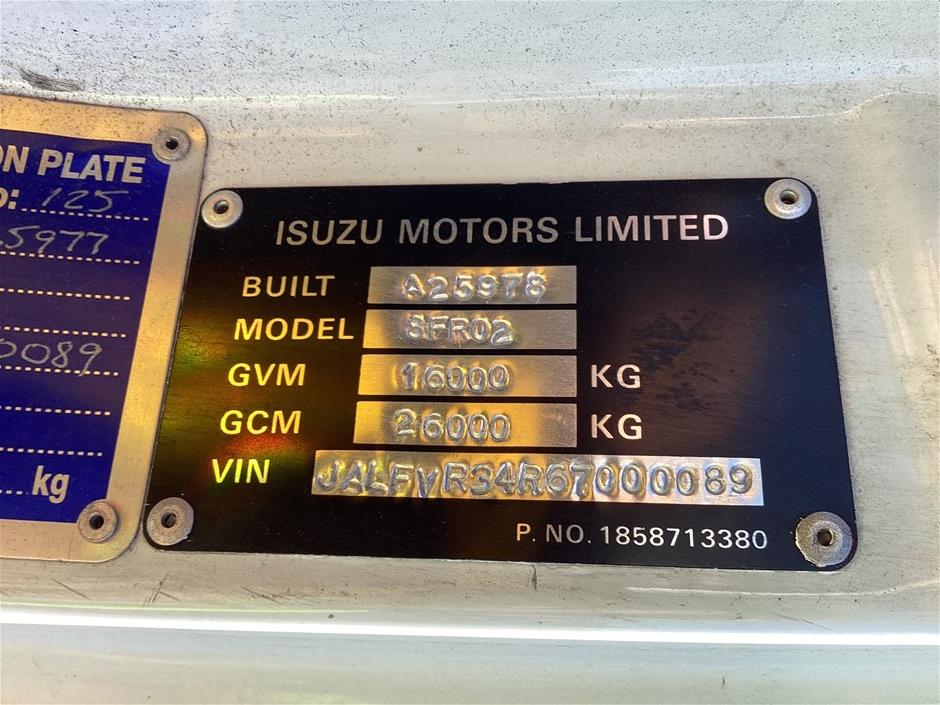 ON PLATE
O: 125
5977
0089
kg
ISUZU MOTORS LIMITED
BUILT A25978
MODEL SFR02
GVM 16000 KG
GCM 26000 KG
VIN JALFVR34R67000089
P. NO. 1858713380